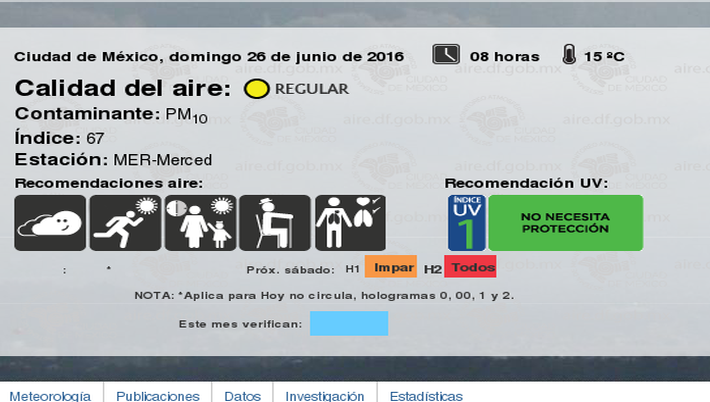 Ciudad de México, domingo 26 de junio de 2016 08 horas 15 ºC
Calidad del aire: REGULAR
Contaminante: PM10
Índice: 67
Estación: MER-Merced
Recomendaciones aire: Recomendación UV:
ÍNDICE
UV
1
NO NECESITA
PROTECCIÓN
: * Próx. sábado: H1 Impar H2 Todos
NOTA: *Aplica para Hoy no circula, hologramas 0, 00, 1 y 2.
Este mes verifican:
Meteorología Publicaciones Datos Investigación Estadísticas